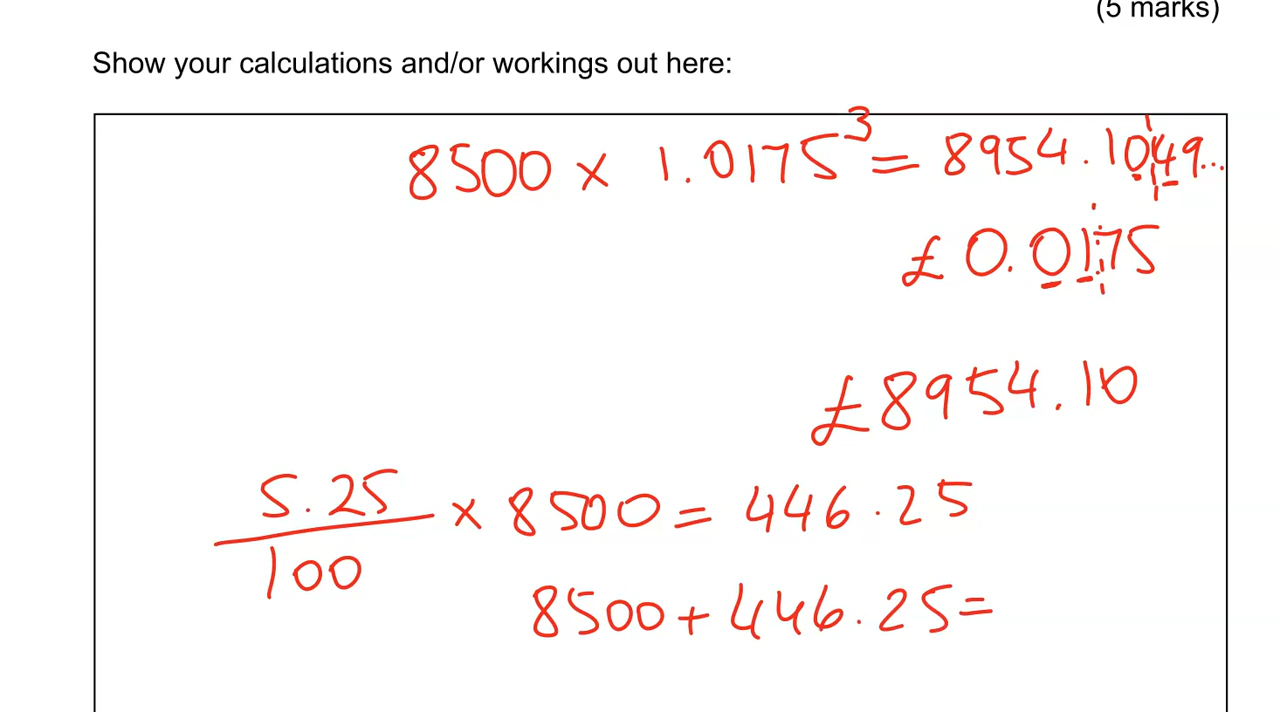 (5 marks)
Show your calculations and/or workings out here:
8500 × 1.0175³ = 8954.1049...
£0.0175
£8954.10
5.25
100
× 8500 = 446.25
8500 + 446.25 =